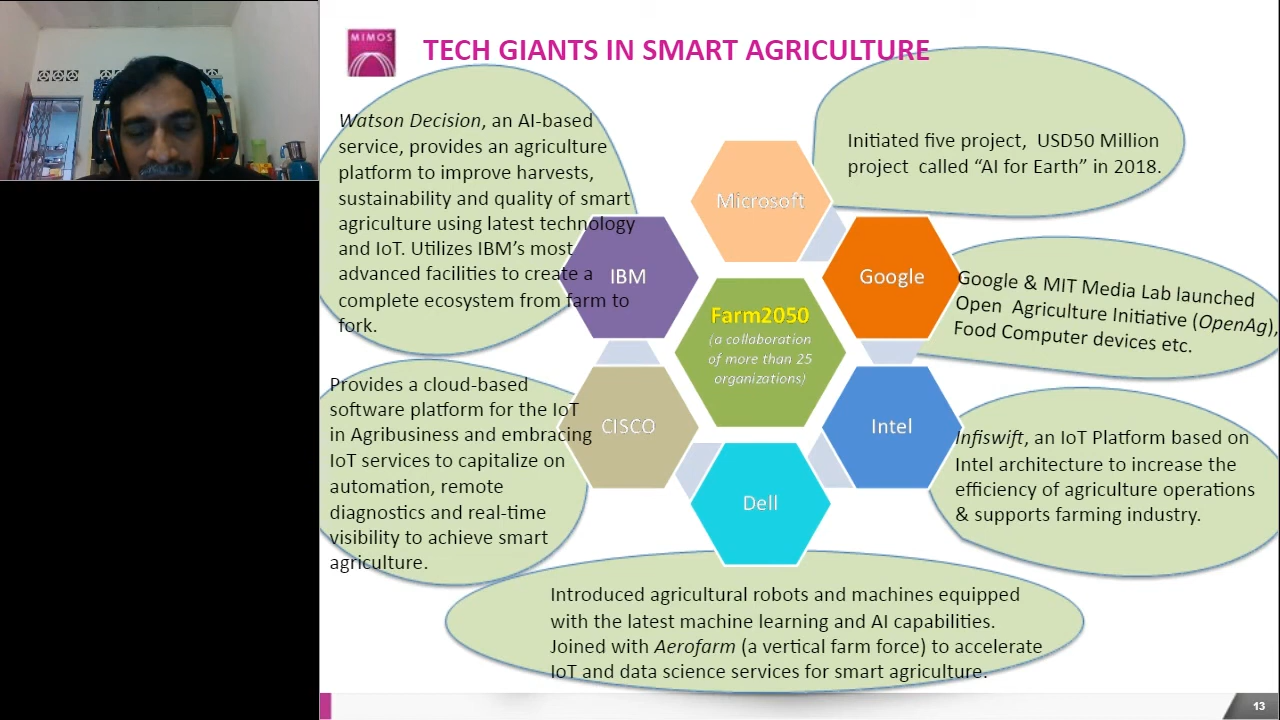 MIMOS
TECH GIANTS IN SMART AGRICULTURE
Watson Decision, an AI-based
service, provides an agriculture
platform to improve harvests,
sustainability and quality of smart
agriculture using latest technology
and IoT. Utilizes IBM's most
advanced facilities to create a
complete ecosystem from farm to
fork.
Microsoft
Initiated five project, USD50 Million
project called “AI for Earth” in 2018.
IBM
Google
Google & MIT Media Lab launched
Open Agriculture Initiative (OpenAg),
Food Computer devices etc.
Farm2050
(a collaboration
of more than 25
organizations)
Provides a cloud-based
software platform for the IoT
in Agribusiness and embracing
IoT services to capitalize on
automation, remote
diagnostics and real-time
visibility to achieve smart
agriculture.
CISCO
Intel
Infiswift, an IoT Platform based on
Intel architecture to increase the
efficiency of agriculture operations
& supports farming industry.
Dell
Introduced agricultural robots and machines equipped
with the latest machine learning and AI capabilities.
Joined with Aerofarm (a vertical farm force) to accelerate
IoT and data science services for smart agriculture.
13